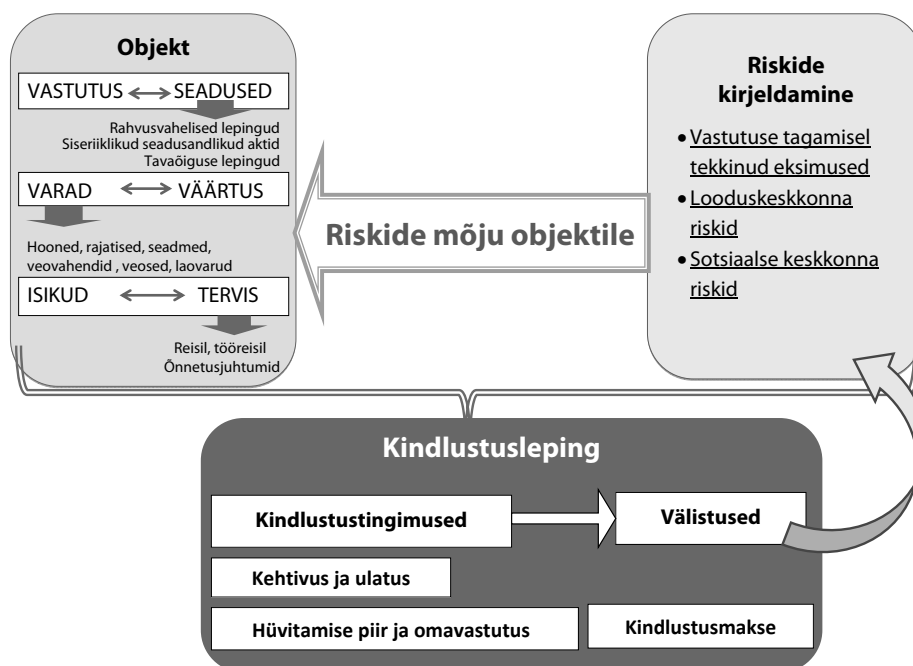 Objekt
VASTUTUS
SEADUSED
Rahvusvahelised lepingud
Siseriiklikud seadusandlikud aktid
Tavaõiguse lepingud
VARAD
VÄÄRTUS
Hooned, rajatised, seadmed,
veovahendid , veosed, laovarud
ISIKUD
TERVIS
Reisil, tööreisil
Õnnetusjuhtumid
Riskide mõju objektile
Riskide
kirjeldamine
• Vastutuse tagamisel
tekkinud eksimused
• Looduskeskkonna
riskid
• Sotsiaalse keskkonna
riskid
Kindlustusleping
Kindlustustingimused
Välistused
Kehtivus ja ulatus
Hüvitamise piir ja omavastutus
Kindlustusmakse